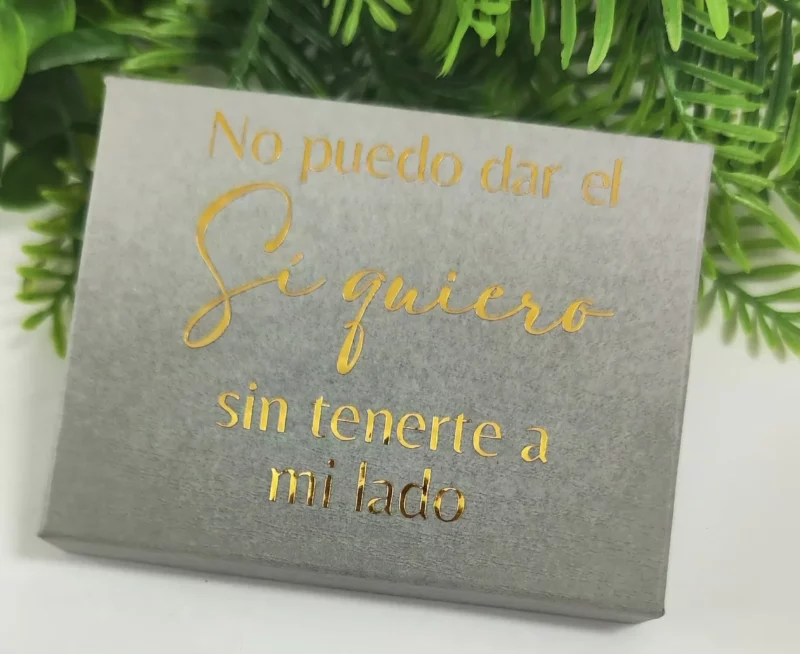 No puedo dar el
Sí quiero
sin tenerte a
mi lado